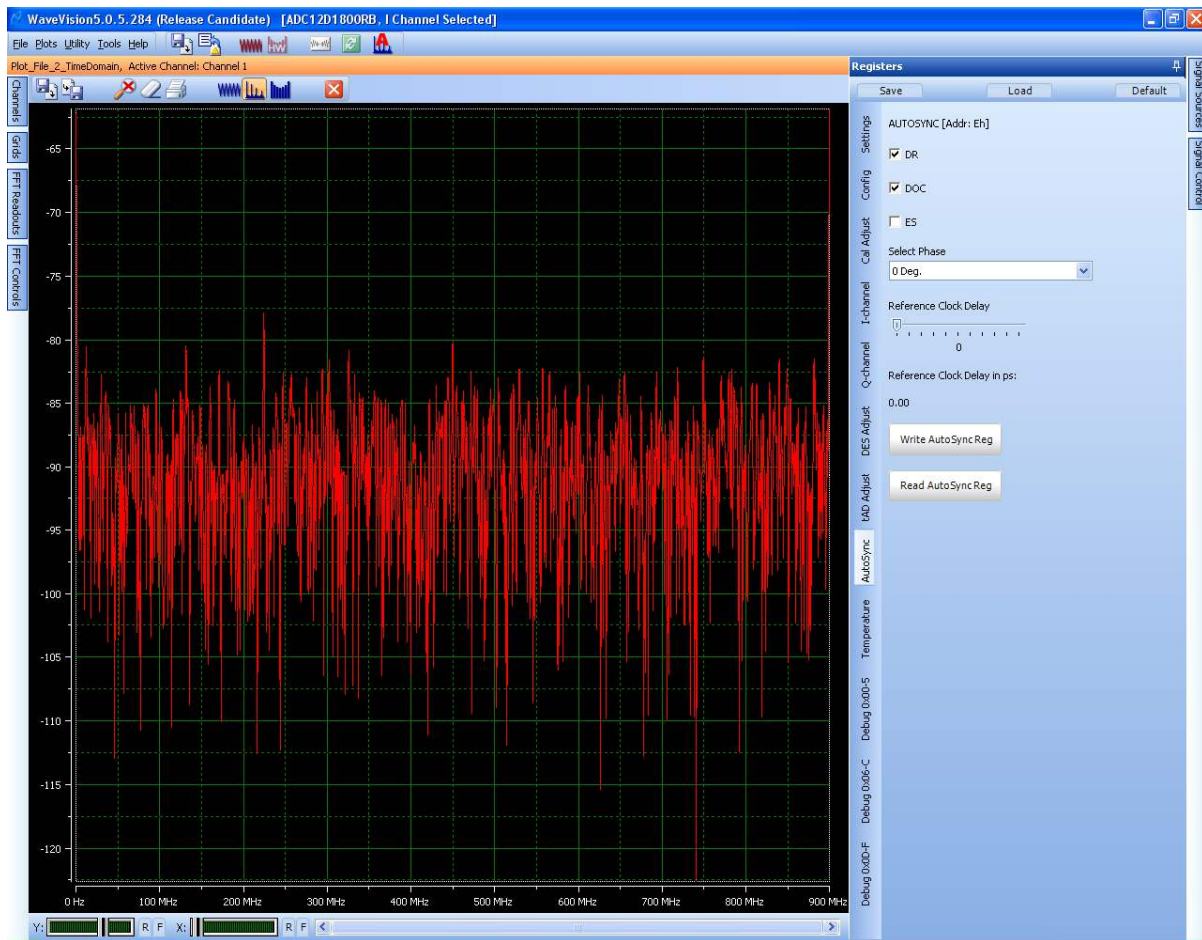 WaveVision5.0.5.284 (Release Candidate) [ADC12D1800RB, I Channel Selected]
File Plots Utility Tools Help
Plot_File_2_TimeDomain, Active Channel: Channel 1
Channels
Grids
FFT Readouts
FFT Controls
-65
-70
-75
-80
-85
-90
-95
-100
-105
-110
-115
-120
0 Hz 100 MHz 200 MHz 300 MHz 400 MHz 500 MHz 600 MHz 700 MHz 800 MHz 900 MHz
Y: R F X: R F
Registers
Save Load Default
Settings
Config
Cal Adjust
I-channel
Q-channel
DES Adjust
tAD Adjust
AutoSync
Temperature
Debug 0x00-5
Debug 0x06-C
Debug 0x0D-F
AUTOSYNC [Addr: Eh]
DR
DOC
ES
Select Phase
0 Deg.
Reference Clock Delay
0
Reference Clock Delay in ps:
0.00
Write AutoSync Reg
Read AutoSync Reg
Signal Sources
Signal Control